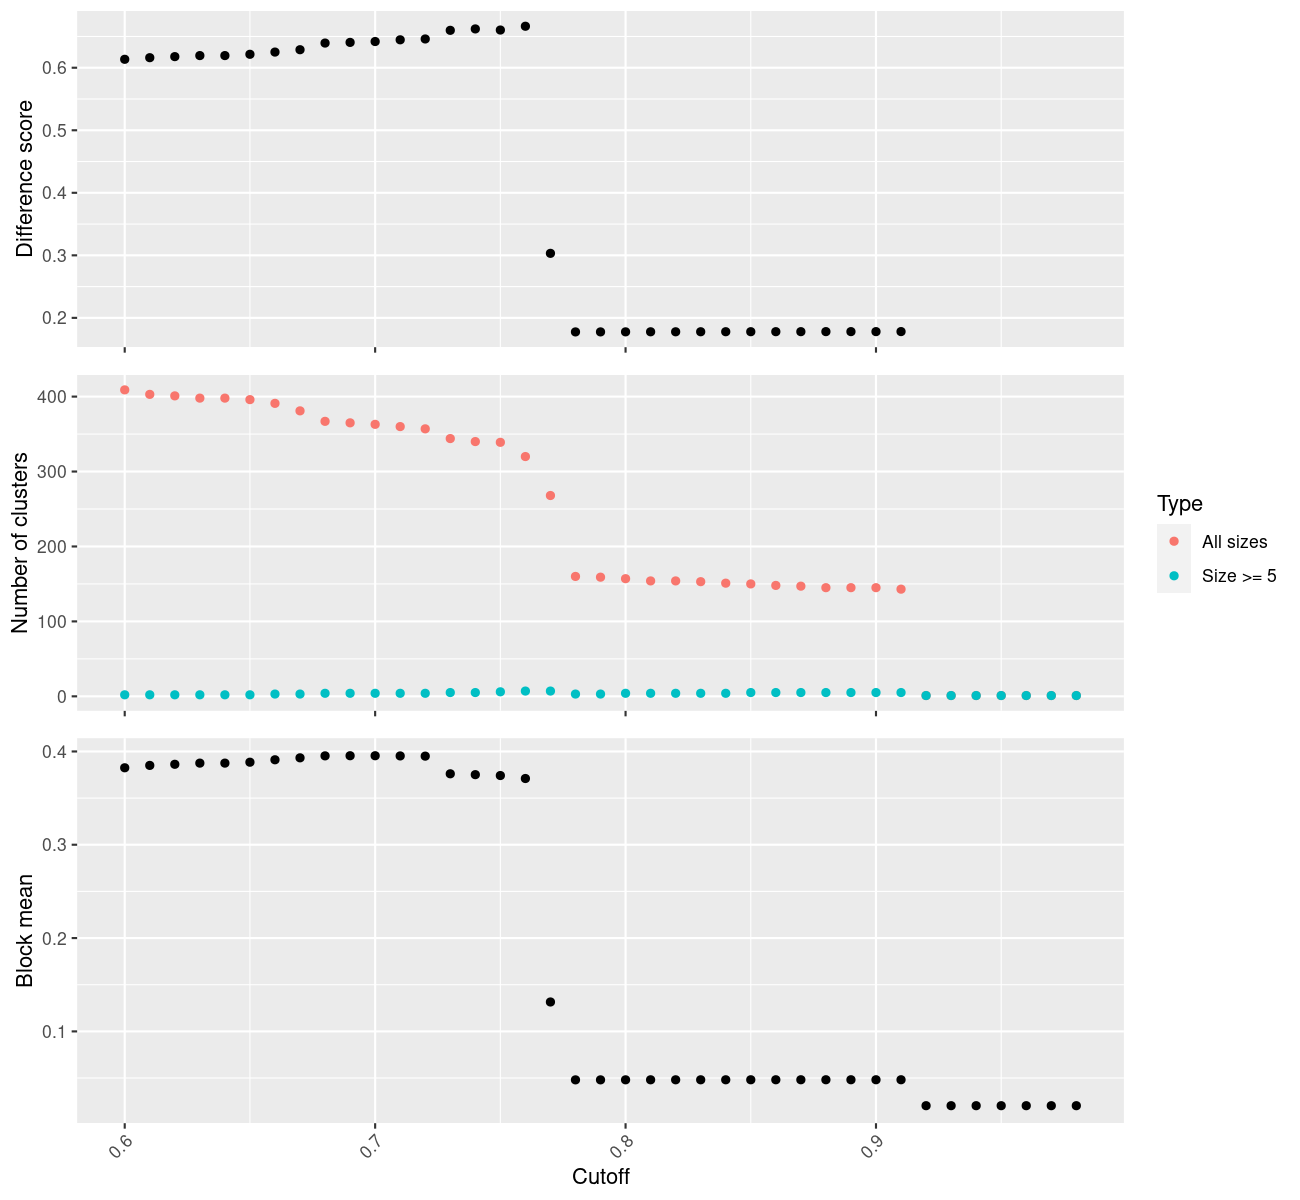 Difference score
0.6
0.5
0.4
0.3
0.2
Number of clusters
400
300
200
100
0
Type
All sizes
Size >= 5
Block mean
0.4
0.3
0.2
0.1
0.6 0.7 0.8 0.9
Cutoff